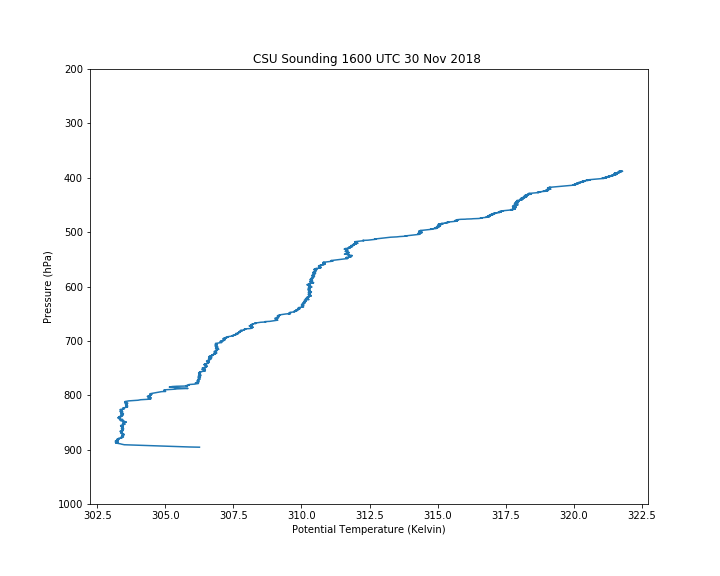 CSU Sounding 1600 UTC 30 Nov 2018
200
300
400
500
600
700
800
900
1000
Pressure (hPa)
302.5 305.0 307.5 310.0 312.5 315.0 317.5 320.0 322.5
Potential Temperature (Kelvin)